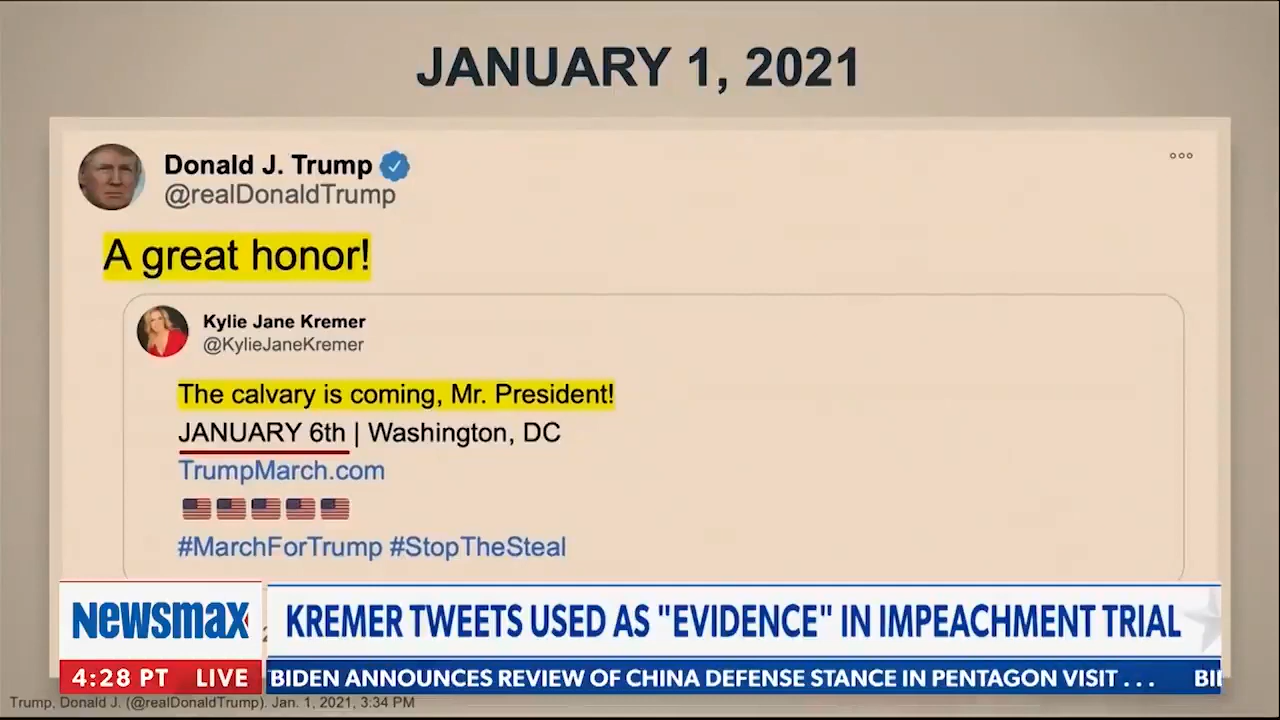 JANUARY 1, 2021
Donald J. Trump
@realDonaldTrump
A great honor!
Kylie Jane Kremer
@KylieJaneKremer
The calvary is coming, Mr. President!
JANUARY 6th | Washington, DC
TrumpMarch.com
#MarchForTrump #StopTheSteal
NEWSMAX
KREMER TWEETS USED AS "EVIDENCE" IN IMPEACHMENT TRIAL
4:28 PT LIVE
BIDEN ANNOUNCES REVIEW OF CHINA DEFENSE STANCE IN PENTAGON VISIT . . .
Trump, Donald J. (@realDonaldTrump). Jan. 1, 2021, 3:34 PM